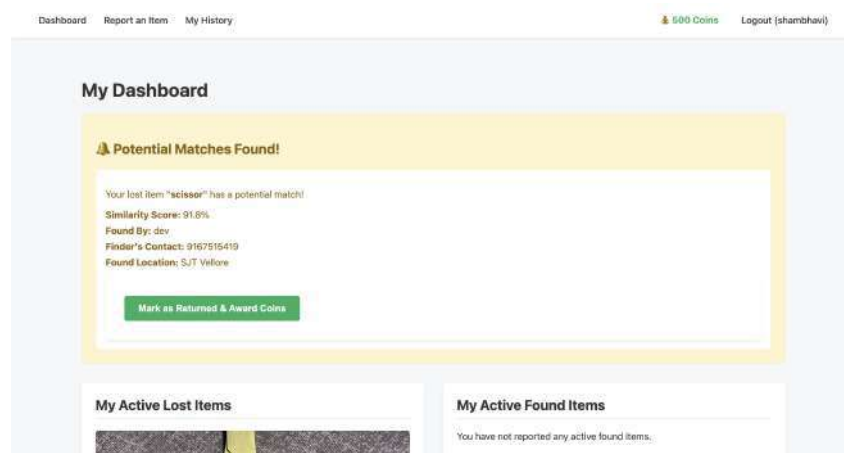 Dashboard Report an Item My History 500 Coins Logout (shambhavi)
My Dashboard
Potential Matches Found!
Your lost item "scissor" has a potential match!
Similarity Score: 91.8%
Found By: dev
Finder's Contact: 9167515419
Found Location: SJT Vellore
Mark as Returned & Award Coins
My Active Lost Items
My Active Found Items
You have not reported any active found items.